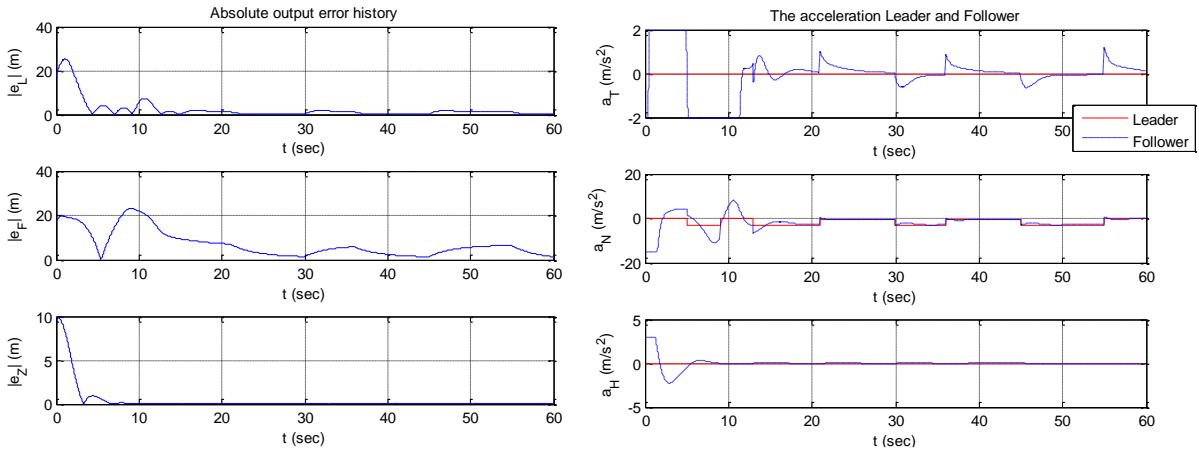 Absolute output error history
40
20
0
|e_L| (m)
0 10 20 30 40 50 60
t (sec)
40
20
0
|e_F| (m)
0 10 20 30 40 50 60
t (sec)
10
5
0
|e_Z| (m)
0 10 20 30 40 50 60
t (sec)
The acceleration Leader and Follower
2
0
-2
a_T (m/s²)
0 10 20 30 40 50 60
t (sec)
Leader
Follower
20
0
-20
a_N (m/s²)
0 10 20 30 40 50 60
t (sec)
5
0
-5
a_H (m/s²)
0 10 20 30 40 50 60
t (sec)